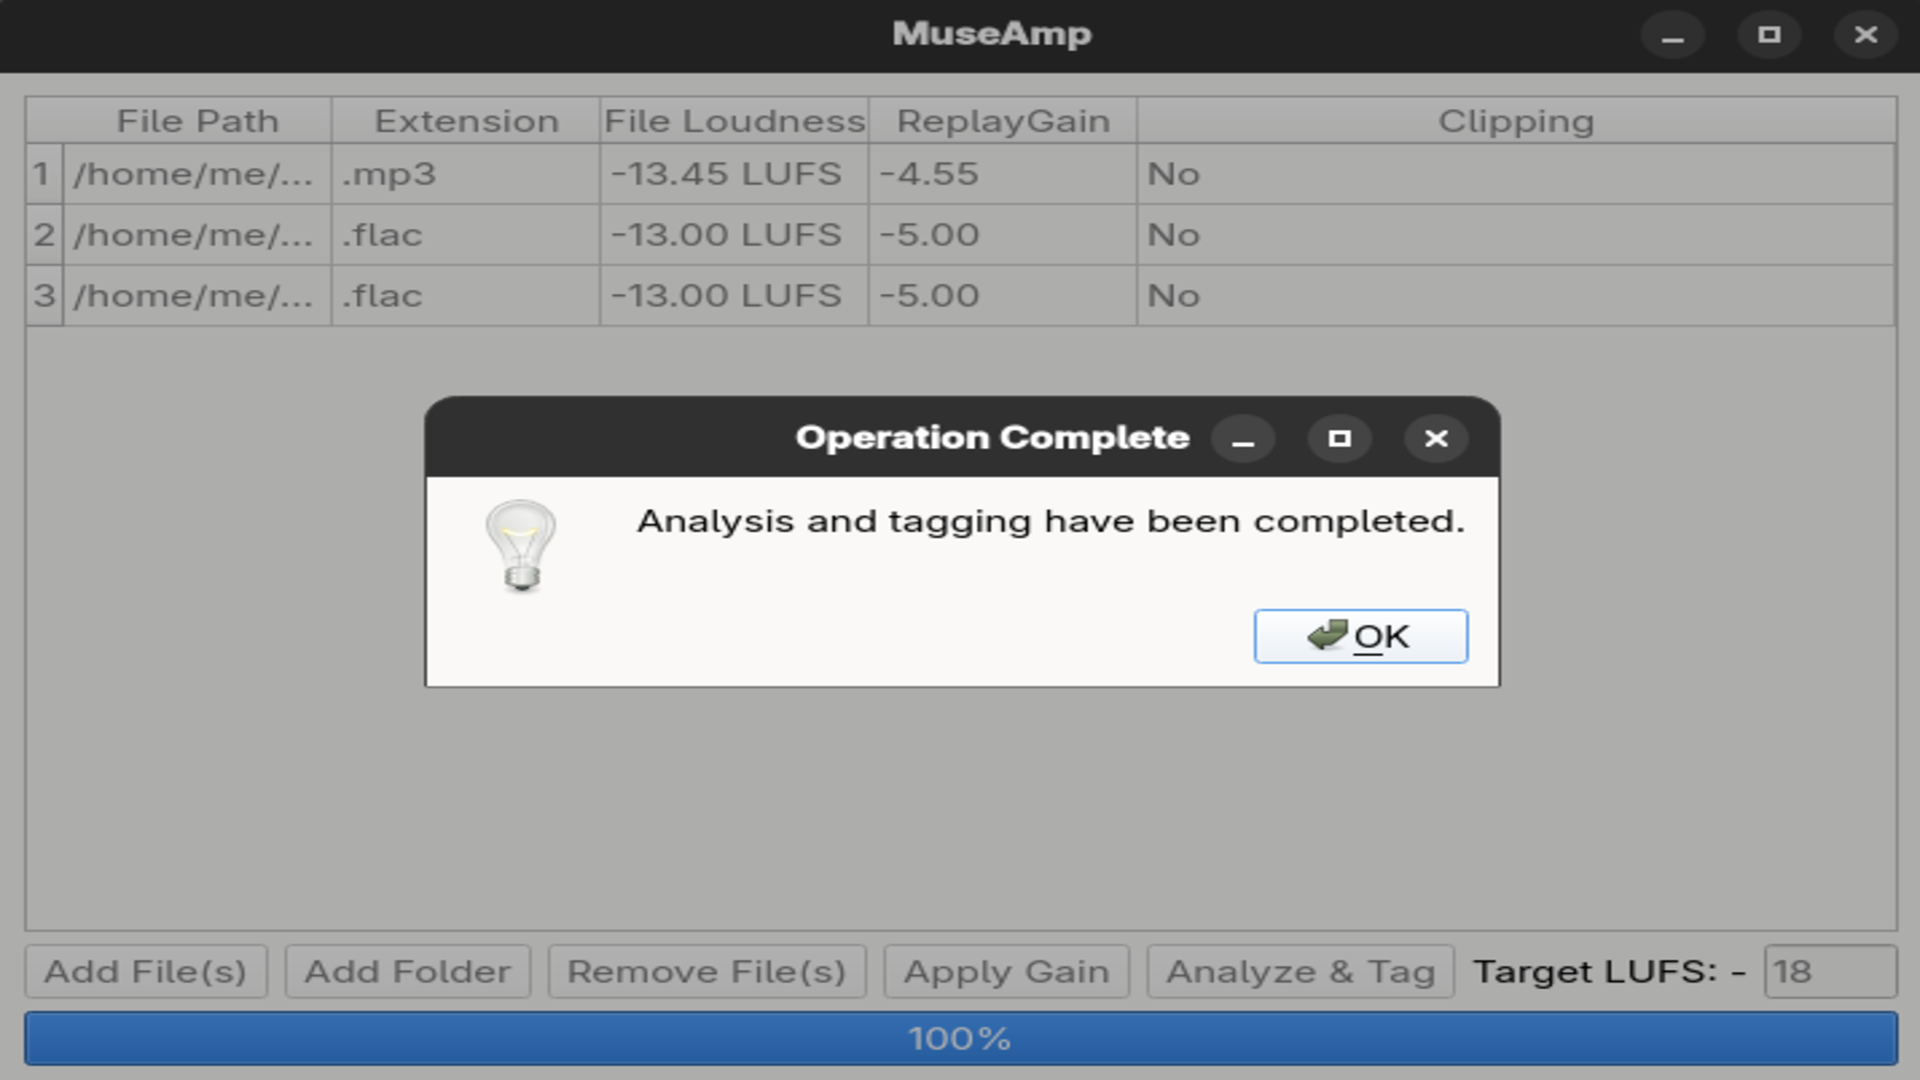 MuseAmp
File Path Extension File Loudness ReplayGain Clipping
1 /home/me/... .mp3 -13.45 LUFS -4.55 No
2 /home/me/... .flac -13.00 LUFS -5.00 No
3 /home/me/... .flac -13.00 LUFS -5.00 No
Operation Complete
Analysis and tagging have been completed.
OK
Add File(s) Add Folder Remove File(s) Apply Gain Analyze & Tag Target LUFS: - 18
100%